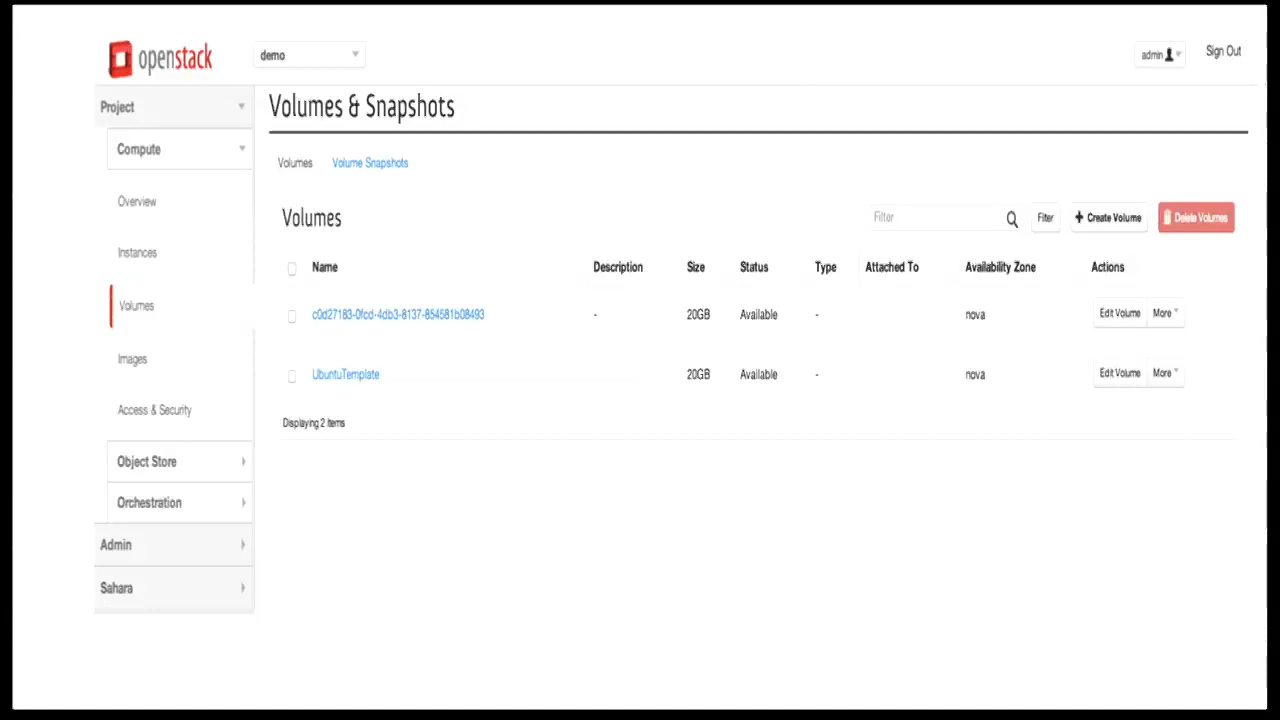 openstack demo admin Sign Out
Project
Volumes & Snapshots
Compute
Volumes Volume Snapshots
Overview
Volumes Filter Filter + Create Volume Delete Volumes
Instances
Name Description Size Status Type Attached To Availability Zone Actions
Volumes
c0d27183-0fcd-4db3-8137-854581b08493 - 20GB Available - nova Edit Volume More
Images
UbuntuTemplate 20GB Available - nova Edit Volume More
Access & Security
Displaying 2 items
Object Store
Orchestration
Admin
Sahara